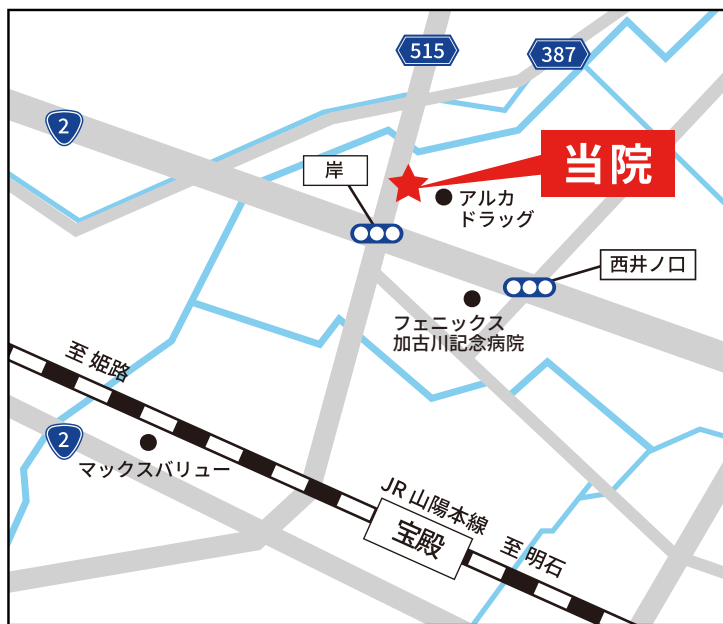 515
387
2
当院
岸
アルカ
ドラッグ
西井ノ口
フェニックス
加古川記念病院
至 姫路
2
マックスバリュー
JR 山陽本線
宝殿
至 明石